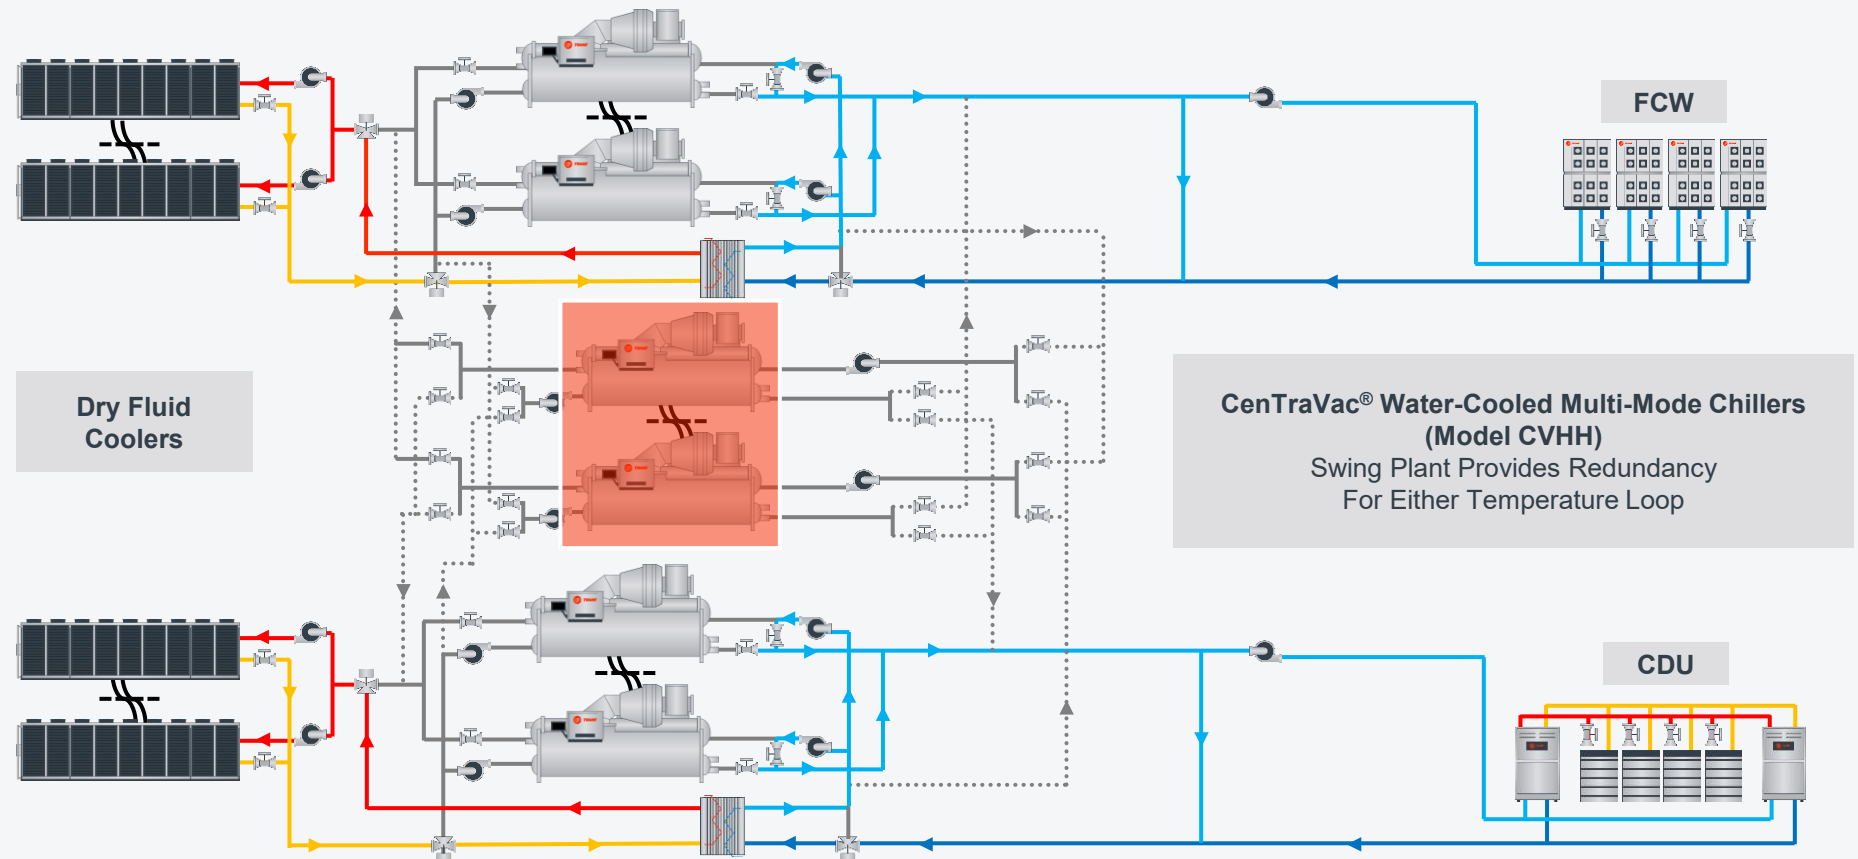 FCW
Dry Fluid
Coolers
CenTraVac® Water-Cooled Multi-Mode Chillers
(Model CVHH)
Swing Plant Provides Redundancy
For Either Temperature Loop
CDU